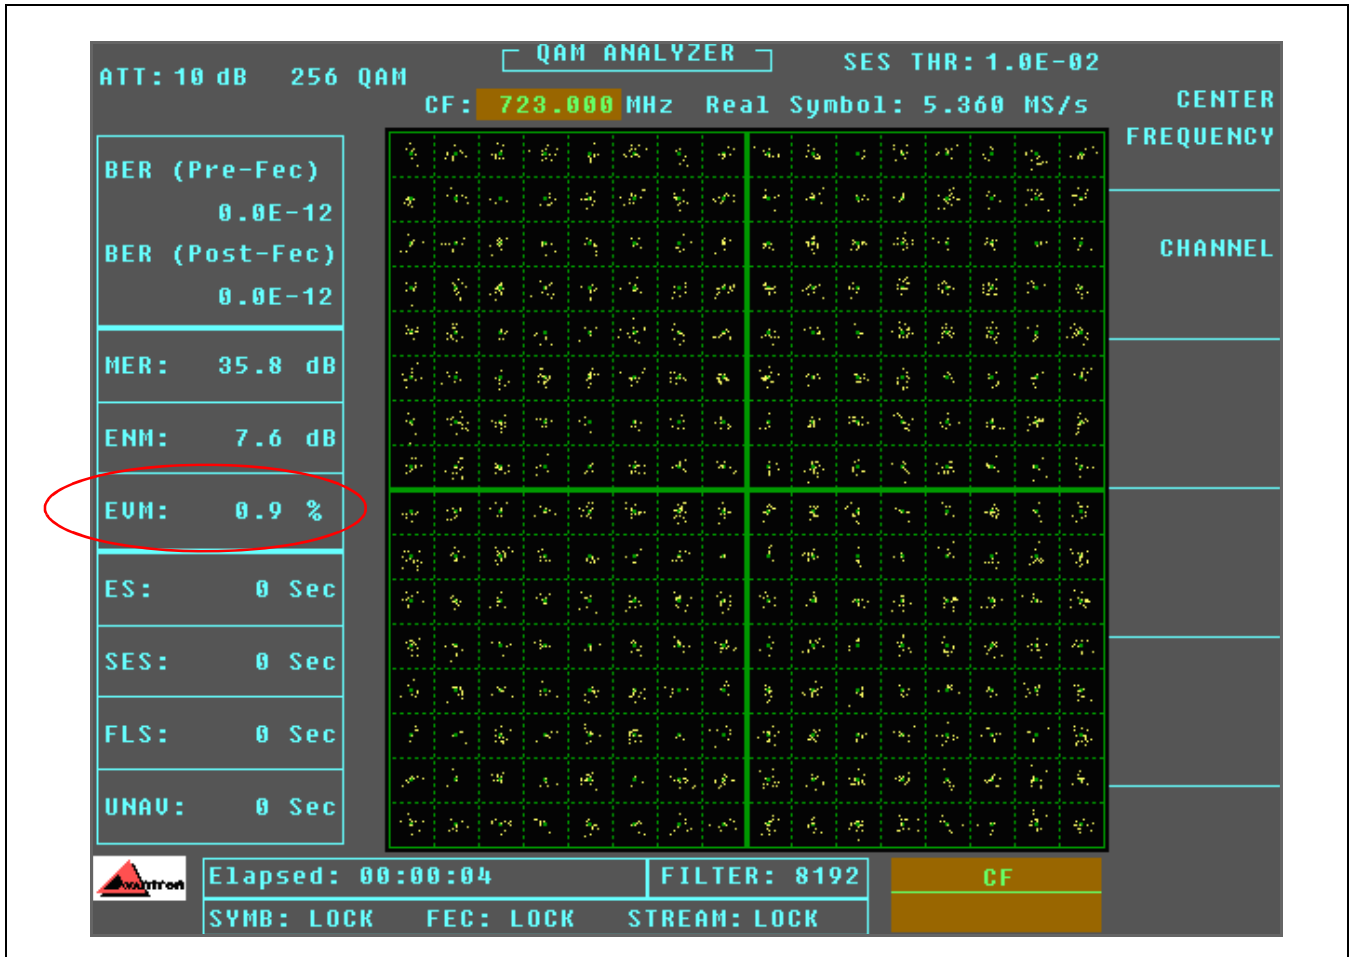 QAM ANALYZER
ATT: 10 dB 256 QAM
SES THR: 1.0E-02
CF: 723.000 MHz Real Symbol: 5.360 MS/s
CENTER
FREQUENCY
BER (Pre-Fec)
0.0E-12
BER (Post-Fec)
0.0E-12
CHANNEL
MER: 35.8 dB
ENM: 7.6 dB
EVM: 0.9 %
ES: 0 Sec
SES: 0 Sec
FLS: 0 Sec
UNAV: 0 Sec
Avantron
Elapsed: 00:00:04 FILTER: 8192
CF
SYMB: LOCK FEC: LOCK STREAM: LOCK